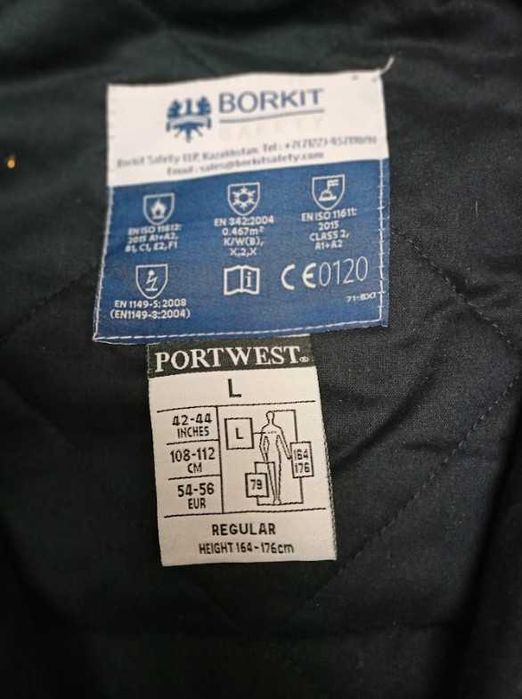 BORKIT
SAFETY
Borkit Safety LLP, Kazakhstan, Tel:
Email: sales@borkitsafety.com
EN ISO 11612:
2015 A1+A2,
B1, C1, E2, F1
EN 342:2004
0.467m²
K/W(B),
X,2,X
EN ISO 11611:
2015
CLASS 2,
A1+A2
EN 1149-5:2008
(EN1149-3:2004)
i
CE0120
PORTWEST®
L
42-44
INCHES
108-112
CM
54-56
EUR
L
164
176
79
REGULAR
HEIGHT 164-176cm